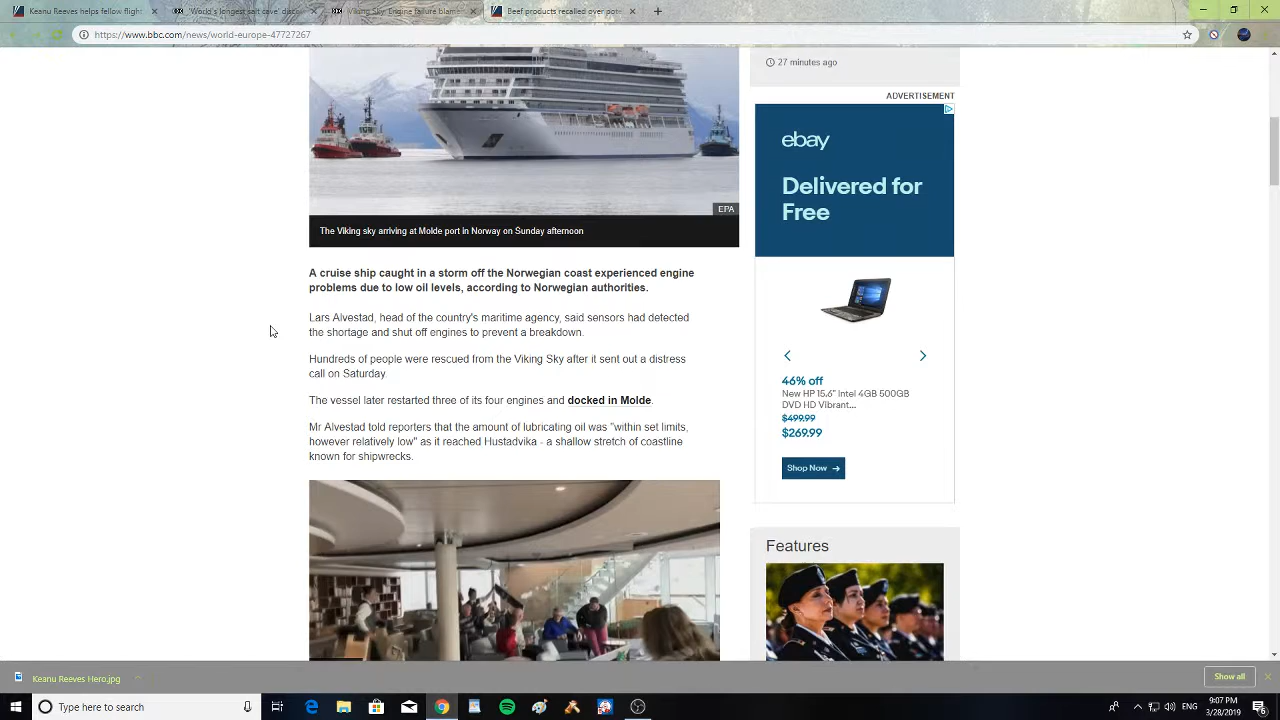 Keanu Reeves helps fellow flight
'World's longest salt cave' disc
Viking Sky: Engine failure blame
Beef products recalled over pote
https://www.bbc.com/news/world-europe-47727267
27 minutes ago
ADVERTISEMENT
ebay
Delivered for
Free
EPA
The Viking sky arriving at Molde port in Norway on Sunday afternoon
A cruise ship caught in a storm off the Norwegian coast experienced engine
problems due to low oil levels, according to Norwegian authorities.
Lars Alvestad, head of the country's maritime agency, said sensors had detected
the shortage and shut off engines to prevent a breakdown.
Hundreds of people were rescued from the Viking Sky after it sent out a distress
call on Saturday.
The vessel later restarted three of its four engines and docked in Molde.
Mr Alvestad told reporters that the amount of lubricating oil was "within set limits,
however relatively low" as it reached Hustadvika - a shallow stretch of coastline
known for shipwrecks.
46% off
New HP 15.6" Intel 4GB 500GB
DVD HD Vibrant...
$499.99
$269.99
Shop Now
Features
Keanu Reeves Hero.jpg
Show all
Type here to search
ENG
9:07 PM
3/28/2019